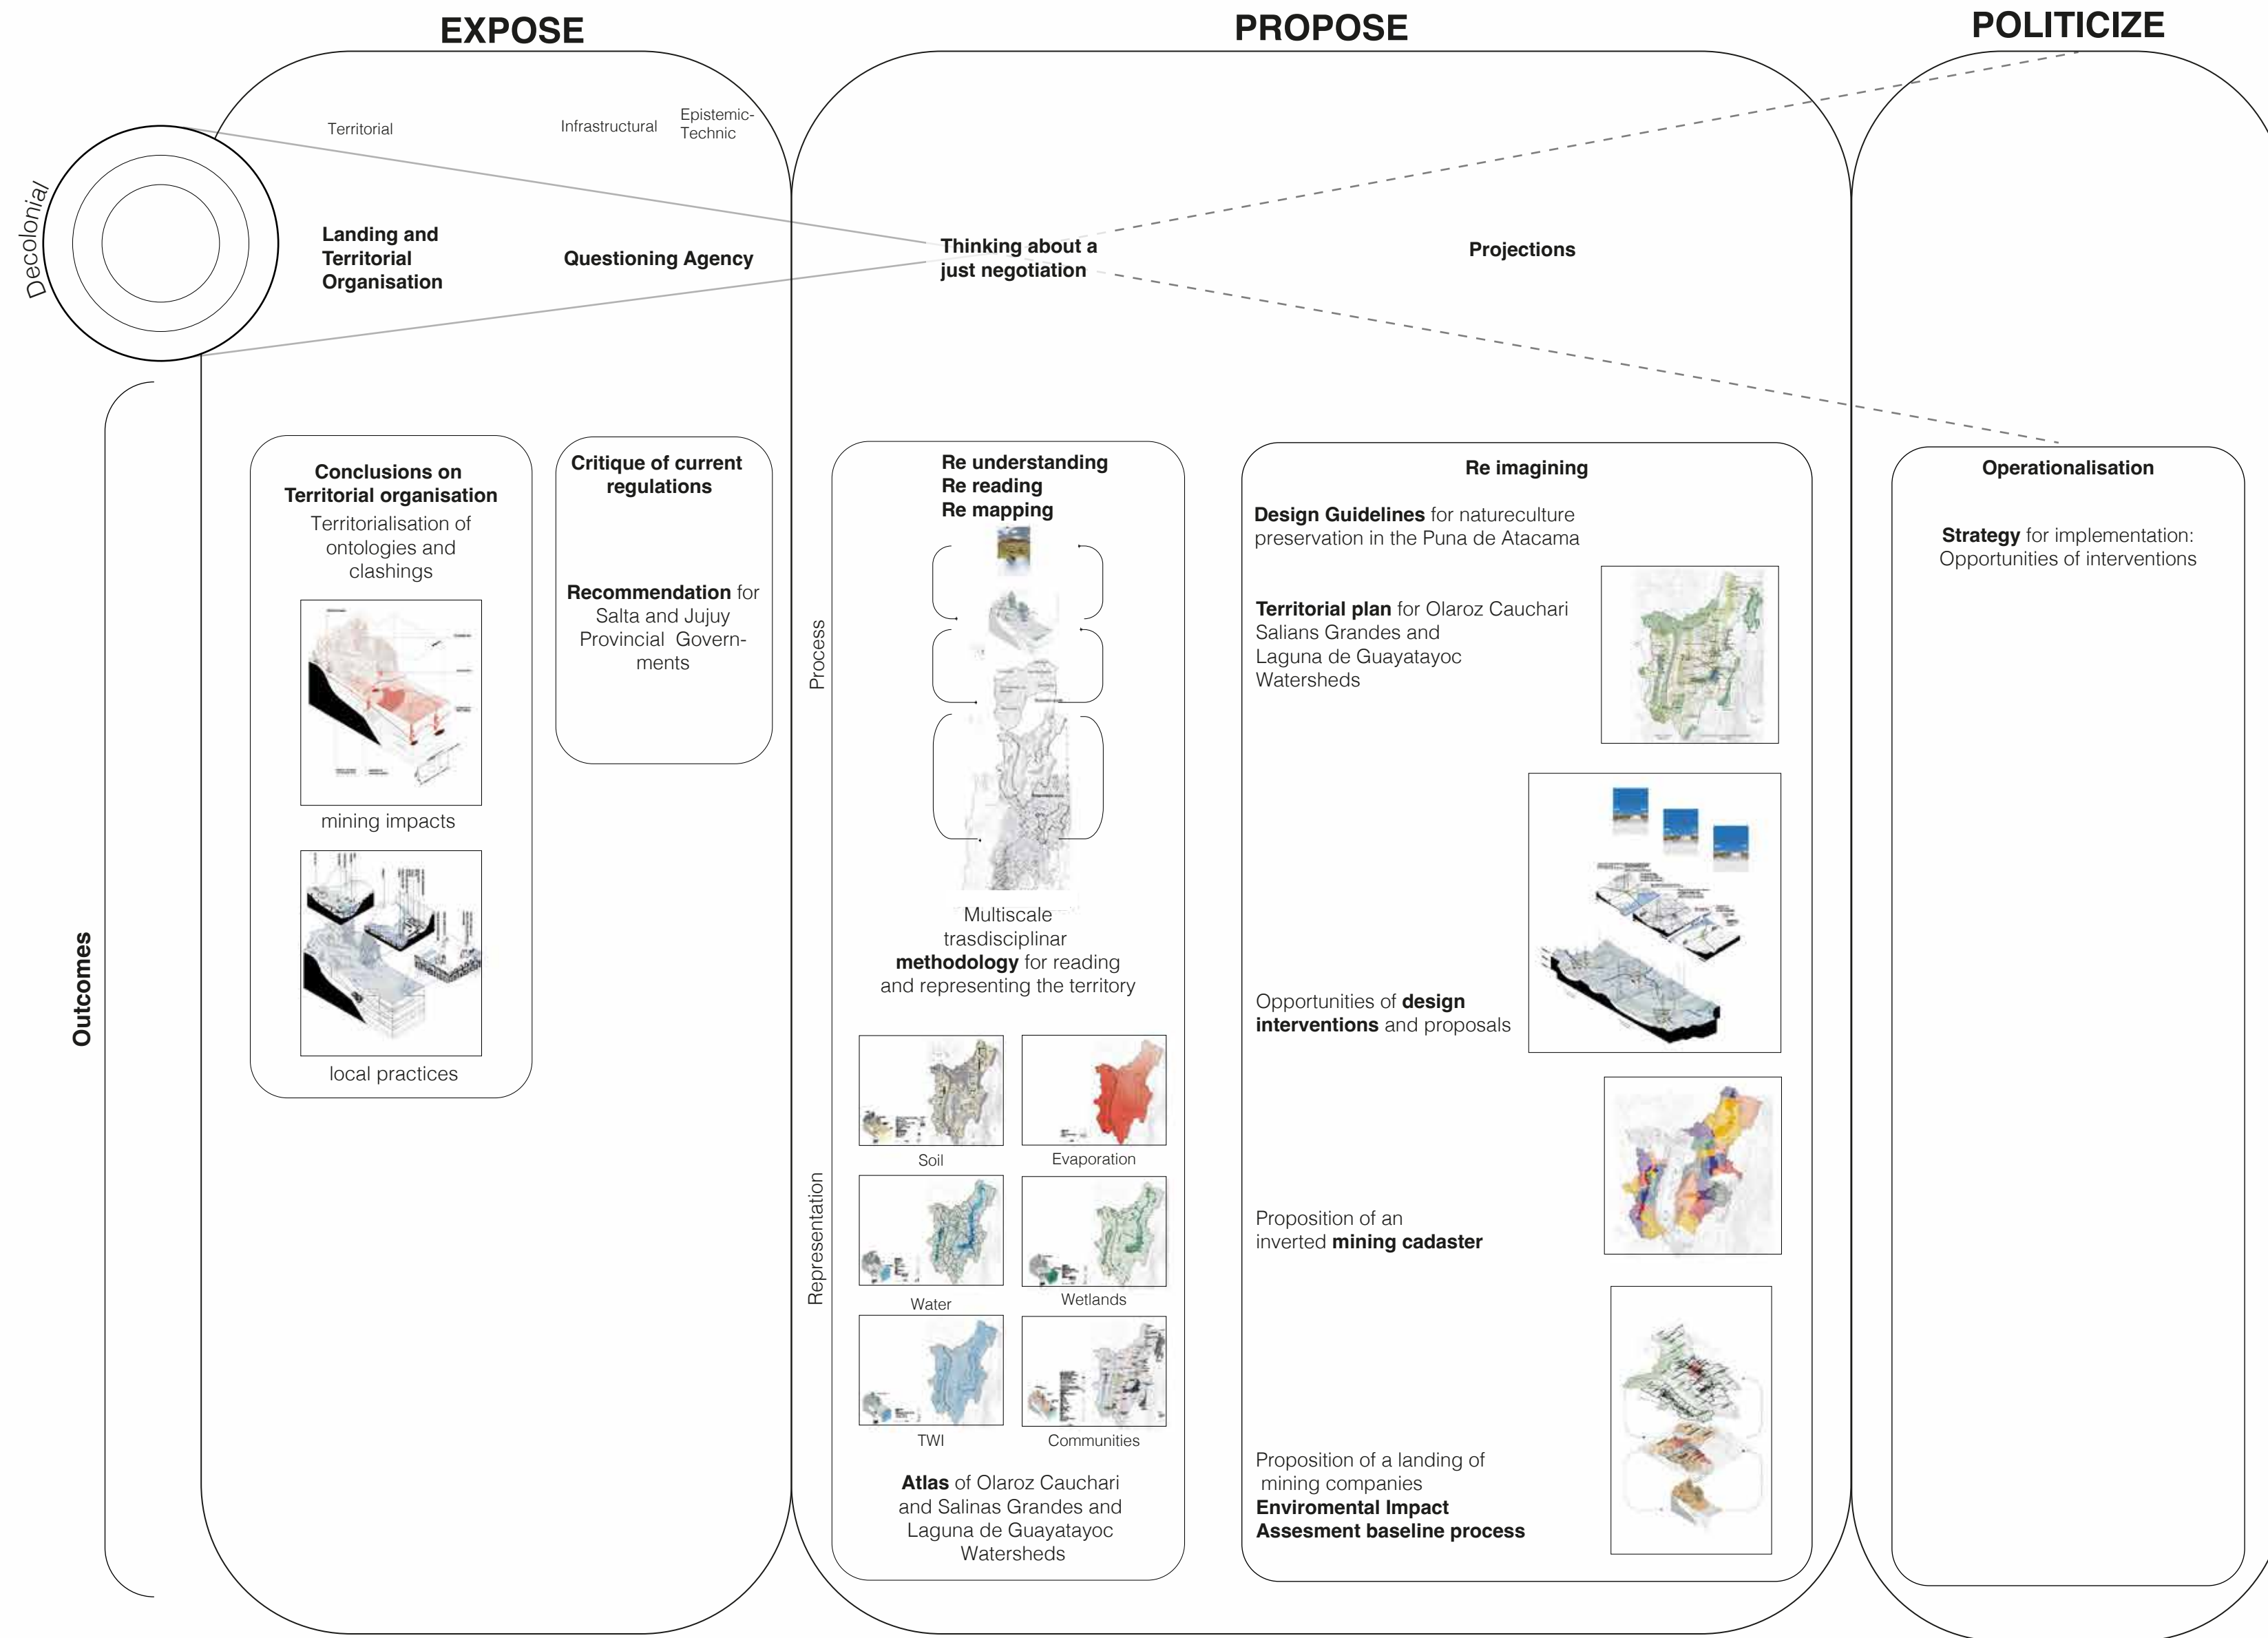 EXPOSE
PROPOSE
POLITICIZE
Decolonial
Territorial
Infrastructural
Epistemic-
Technic
Landing and
Territorial
Organisation
Questioning Agency
Thinking about a
just negotiation
Projections
Outcomes
Conclusions on
Territorial organisation
Territorialisation of
ontologies and
clashings
mining impacts
local practices
Critique of current
regulations
Recommendation for
Salta and Jujuy
Provincial Govern-
ments
Process
Re understanding
Re reading
Re mapping
Multiscale
trasdisciplinar
methodology for reading
and representing the territory
Representation
Soil
Evaporation
Water
Wetlands
TWI
Communities
Atlas of Olaroz Cauchari
and Salinas Grandes and
Laguna de Guayatayoc
Watersheds
Re imagining
Design Guidelines for natureculture
preservation in the Puna de Atacama
Territorial plan for Olaroz Cauchari
Salians Grandes and
Laguna de Guayatayoc
Watersheds
Opportunities of design
interventions and proposals
Proposition of an
inverted mining cadaster
Proposition of a landing of
mining companies
Enviromental Impact
Assesment baseline process
Operationalisation
Strategy for implementation:
Opportunities of interventions